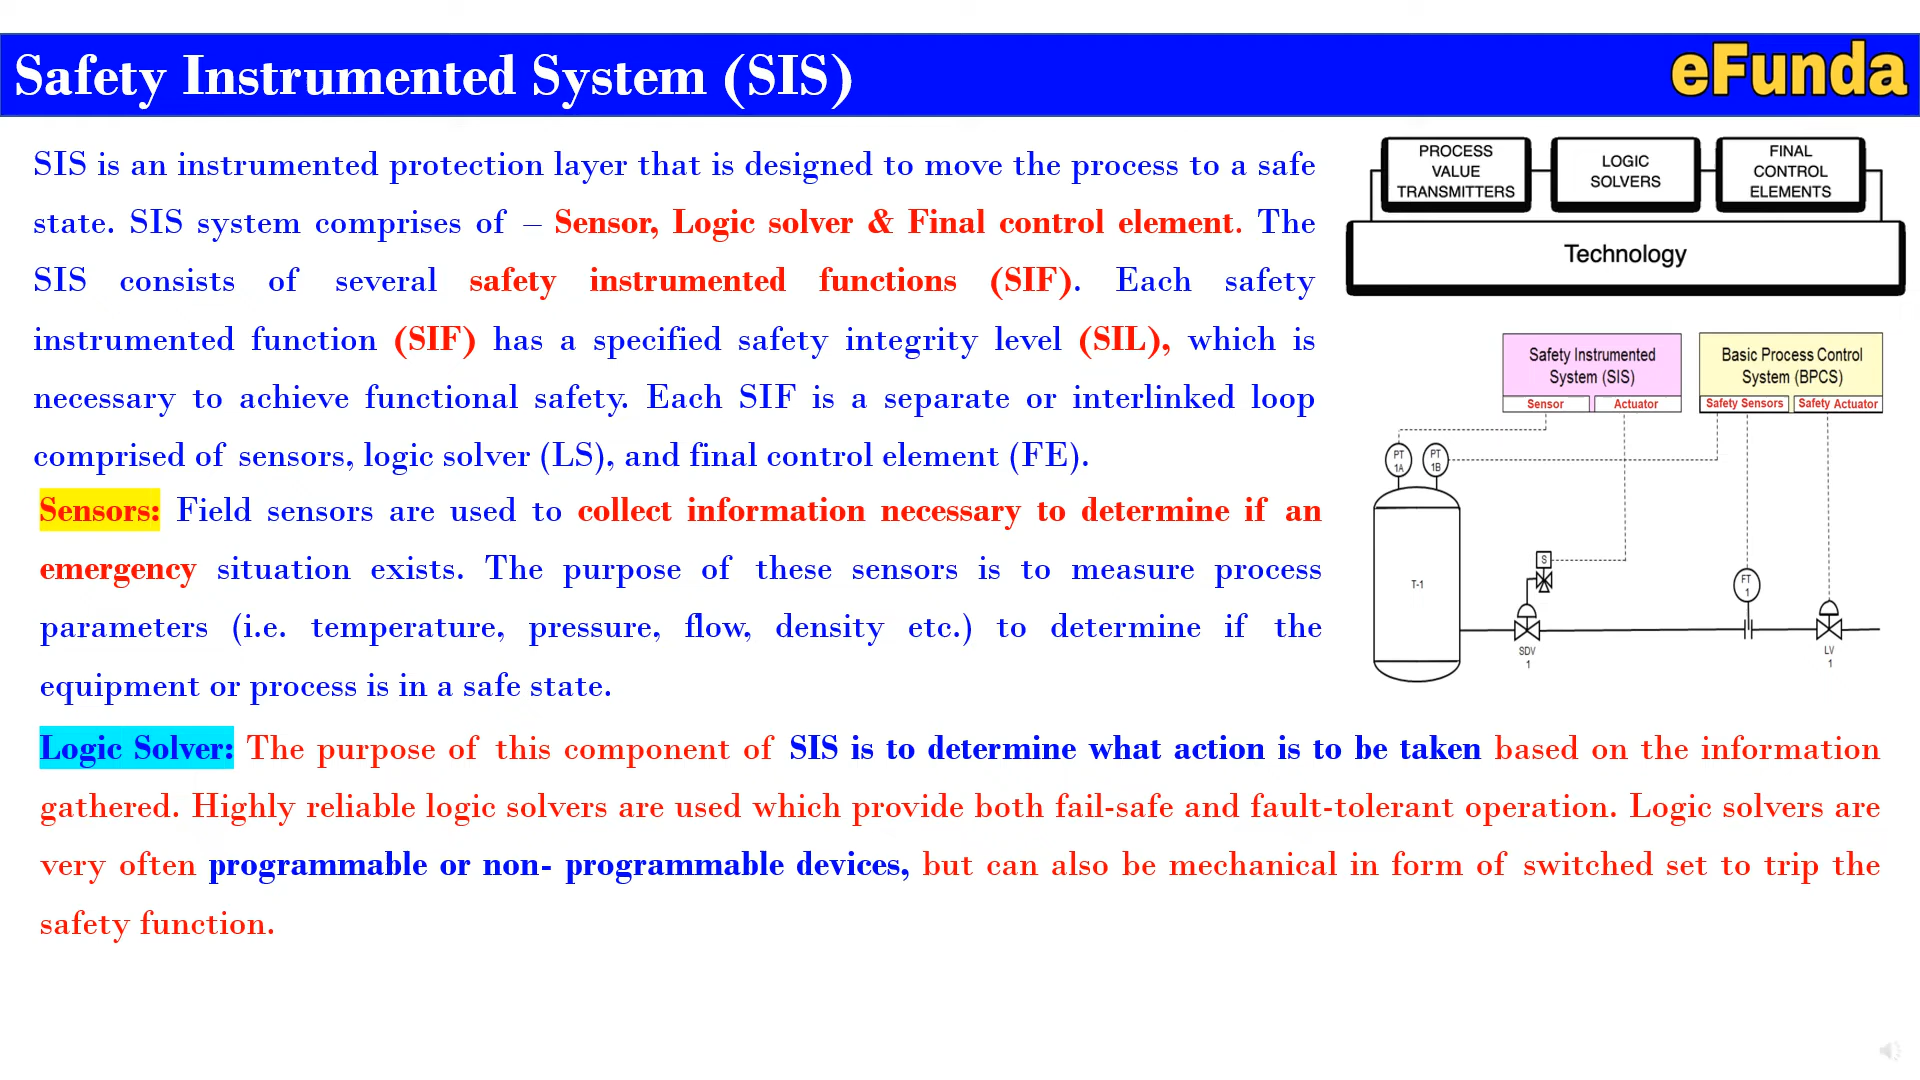 Safety Instrumented System (SIS)
eFunda
SIS is an instrumented protection layer that is designed to move the process to a safe
state. SIS system comprises of – Sensor, Logic solver & Final control element. The
SIS consists of several safety instrumented functions (SIF). Each safety
instrumented function (SIF) has a specified safety integrity level (SIL), which is
necessary to achieve functional safety. Each SIF is a separate or interlinked loop
comprised of sensors, logic solver (LS), and final control element (FE).
Sensors: Field sensors are used to collect information necessary to determine if an
emergency situation exists. The purpose of these sensors is to measure process
parameters (i.e. temperature, pressure, flow, density etc.) to determine if the
equipment or process is in a safe state.
Logic Solver: The purpose of this component of SIS is to determine what action is to be taken based on the information
gathered. Highly reliable logic solvers are used which provide both fail-safe and fault-tolerant operation. Logic solvers are
very often programmable or non- programmable devices, but can also be mechanical in form of switched set to trip the
safety function.
PROCESS
VALUE
TRANSMITTERS
LOGIC
SOLVERS
FINAL
CONTROL
ELEMENTS
Technology
Safety Instrumented
System (SIS)
Sensor
Actuator
Basic Process Control
System (BPCS)
Safety Sensors
Safety Actuator
PT
1A
PT
1B
S
T-1
FT
1
SDV
1
LV
1